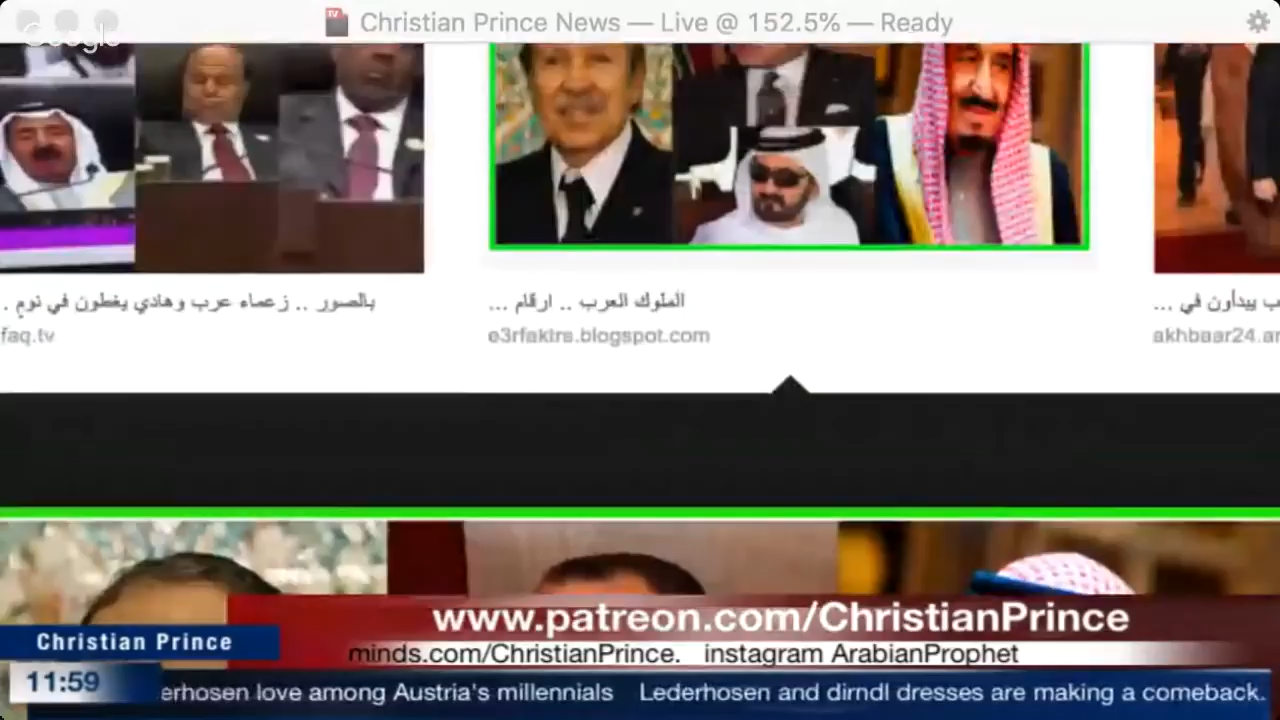 Christian Prince News — Live @ 152.5% — Ready
Google
بالصور .. زعماء عرب وهادي يغطون في نوم .
الملوك العرب .. ارقام ...
ب يبدأون في ...
faq.tv
e3rfaktrs.blogspot.com
akhbaar24.ar
www.patreon.com/ChristianPrince
Christian Prince
minds.com/ChristianPrince. instagram ArabianProphet
11:59
erhosen love among Austria's millennials Lederhosen and dirndl dresses are making a comeback.